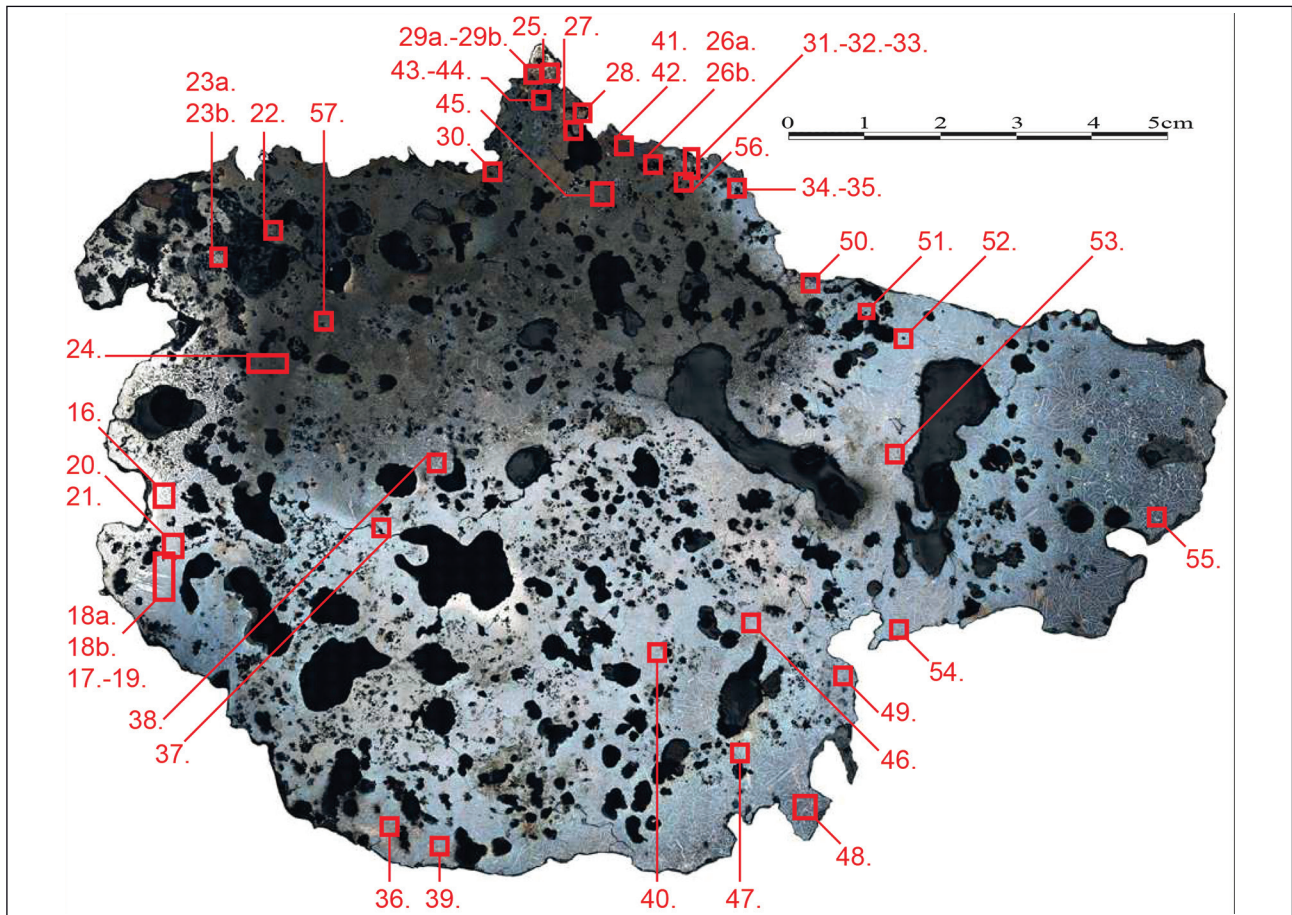 29a.-29b. 25. 27. 41. 26a. 31.-32.-33.
43.-44. 28. 42. 26b.
23a. 45.
23b. 22. 57. 30. 56.
0 1 2 3 4 5cm
34.-35.
50. 51. 52. 53.
24.
16.
20.
21.
55.
18a.
18b.
17.-19.
54.
38.
49.
37.
46.
48.
36. 39. 40. 47.